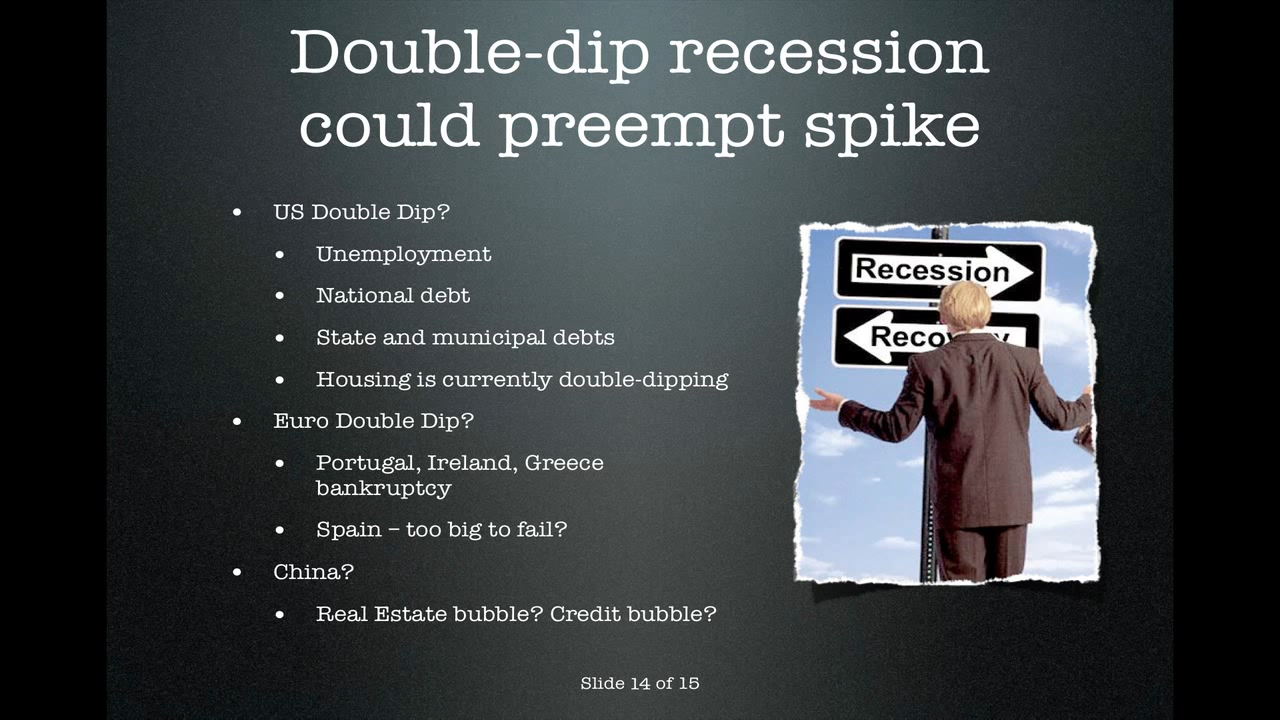 Double-dip recession
could preempt spike
• US Double Dip?
• Unemployment
• National debt
• State and municipal debts
• Housing is currently double-dipping
• Euro Double Dip?
• Portugal, Ireland, Greece
bankruptcy
• Spain – too big to fail?
• China?
• Real Estate bubble? Credit bubble?
Recession
Reco y
Slide 14 of 15